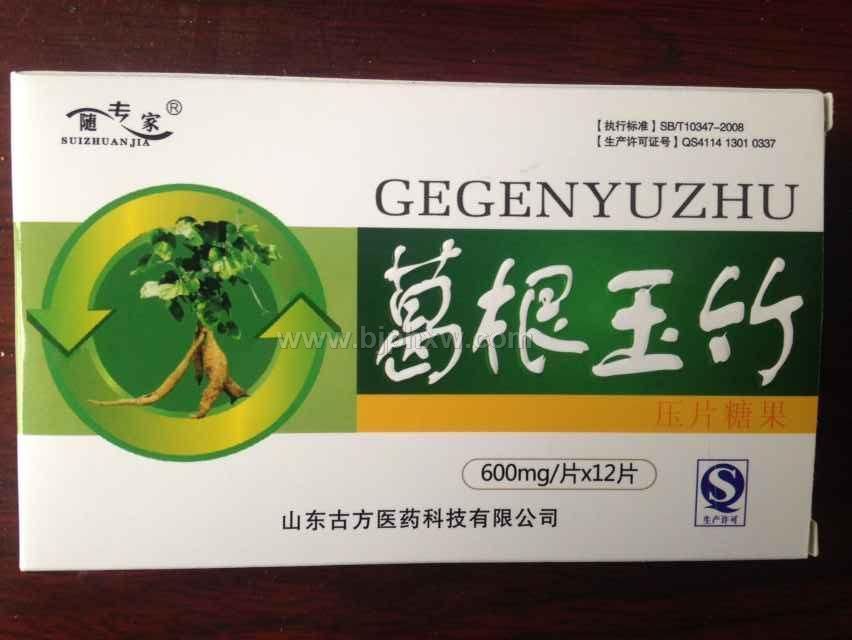 随专家®
SUIZHUANJIA
【执行标准】SB/T10347-2008
【生产许可证号】QS4114 1301 0337
GEGENYUZHU
葛根玉竹
www.bjpjhxw.com
压片糖果
600mg/片x12片
生产许可
山东古方医药科技有限公司